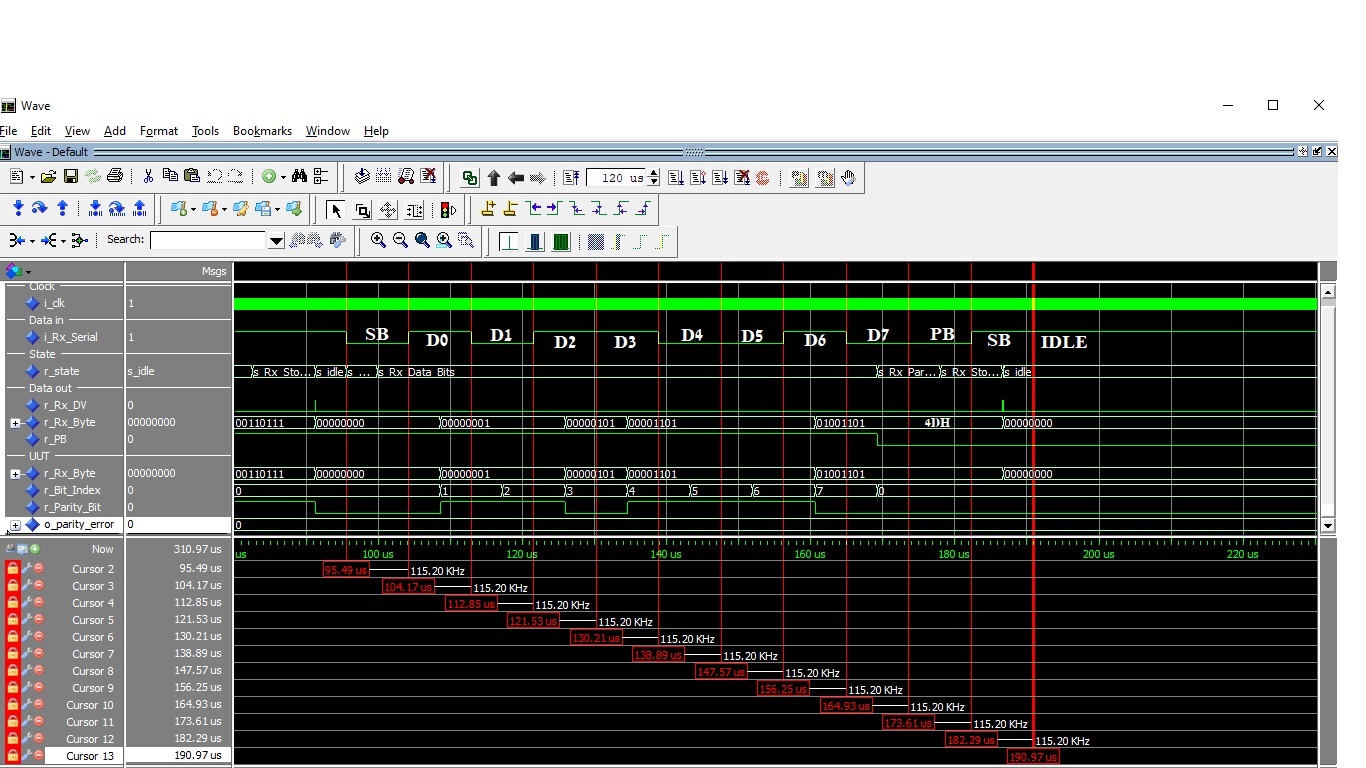 Wave
File Edit View Add Format Tools Bookmarks Window Help
Wave - Default
120 us
Search:
Msgs
Clock
i_clk 1
Data in
i_Rx_Serial 1 SB D0 D1 D2 D3 D4 D5 D6 D7 PB SB IDLE
State
r_state s_idle s_Rx_Sto... s_idle s_... s_Rx_Data_Bits s_Rx_Par... s_Rx_Sto... s_idle
Data out
r_Rx_DV 0
r_Rx_Byte 00000000 00110111 00000000 00000001 00000101 00001101 01001101 4DH 00000000
r_PB 0
UUT
r_Rx_Byte 00000000 00110111 00000000 00000001 00000101 00001101 01001101 00000000
r_Bit_Index 0 0 1 2 3 4 5 6 7 0
r_Parity_Bit 0
o_parity_error 0 0
Now 310.97 us us 100 us 120 us 140 us 160 us 180 us 200 us 220 us
Cursor 2 95.49 us 95.49 us 115.20 KHz
Cursor 3 104.17 us 104.17 us 115.20 KHz
Cursor 4 112.85 us 112.85 us 115.20 KHz
Cursor 5 121.53 us 121.53 us 115.20 KHz
Cursor 6 130.21 us 130.21 us 115.20 KHz
Cursor 7 138.89 us 138.89 us 115.20 KHz
Cursor 8 147.57 us 147.57 us 115.20 KHz
Cursor 9 156.25 us 156.25 us 115.20 KHz
Cursor 10 164.93 us 164.93 us 115.20 KHz
Cursor 11 173.61 us 173.61 us 115.20 KHz
Cursor 12 182.29 us 182.29 us 115.20 KHz
Cursor 13 190.97 us 190.97 us